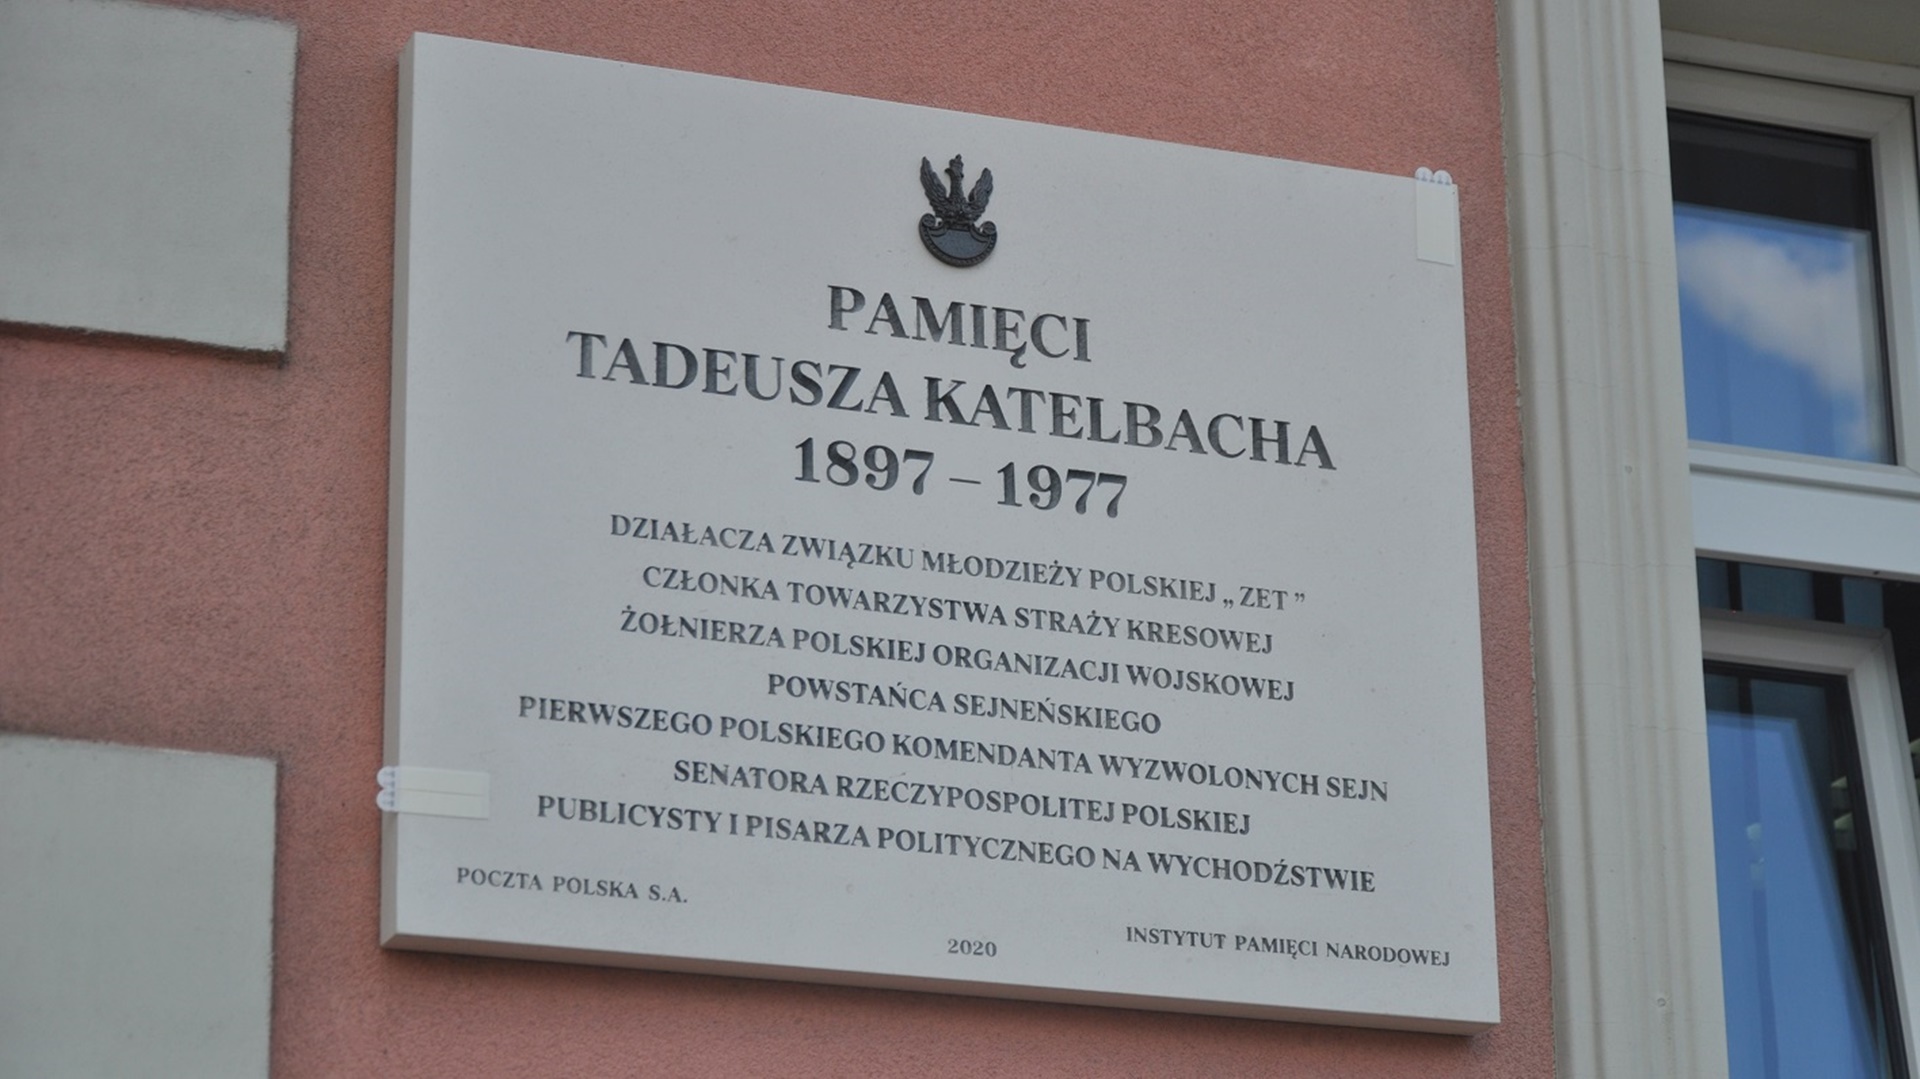 PAMIĘCI
TADEUSZA KATELBACHA
1897 – 1977
DZIAŁACZA ZWIĄZKU MŁODZIEŻY POLSKIEJ „ ZET ”
CZŁONKA TOWARZYSTWA STRAŻY KRESOWEJ
ŻOŁNIERZA POLSKIEJ ORGANIZACJI WOJSKOWEJ
POWSTAŃCA SEJNEŃSKIEGO
PIERWSZEGO POLSKIEGO KOMENDANTA WYZWOLONYCH SEJN
SENATORA RZECZYPOSPOLITEJ POLSKIEJ
PUBLICYSTY I PISARZA POLITYCZNEGO NA WYCHODŹSTWIE
POCZTA POLSKA S.A.
2020
INSTYTUT PAMIĘCI NARODOWEJ